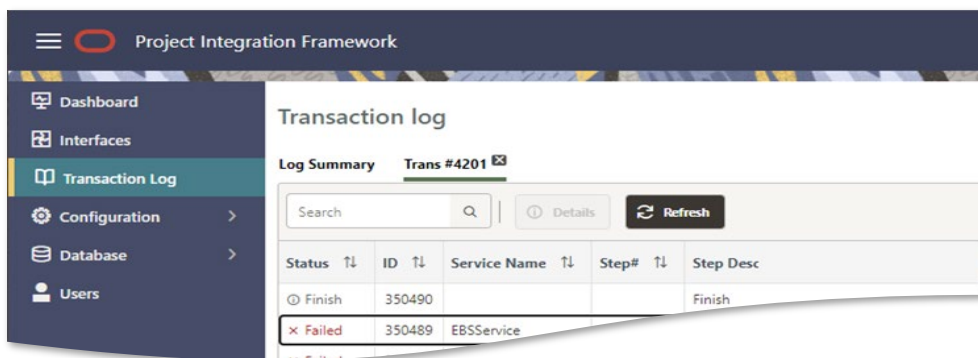 Project Integration Framework
Dashboard
Interfaces
Transaction Log
Configuration
Database
Users
Transaction log
Log Summary Trans #4201
Search Details Refresh
Status ID Service Name Step# Step Desc
Finish 350490 Finish
Failed 350489 EBSService